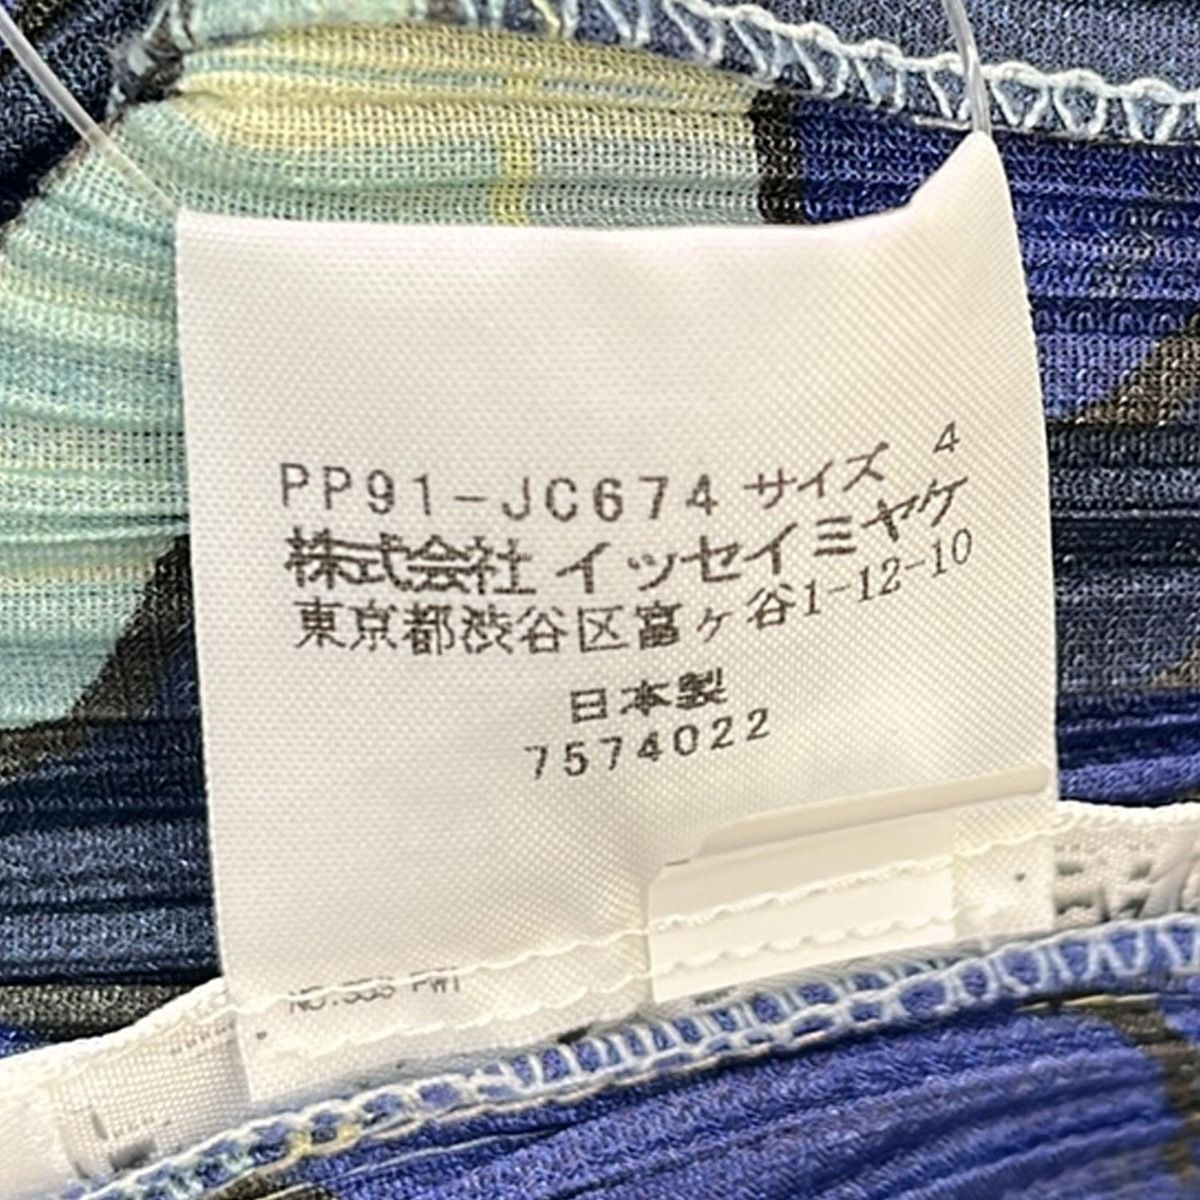 PP91-JC674 サイズ 4
株式会社 イッセイミヤケ
東京都渋谷区富ヶ谷1-12-10
日本製
7574022